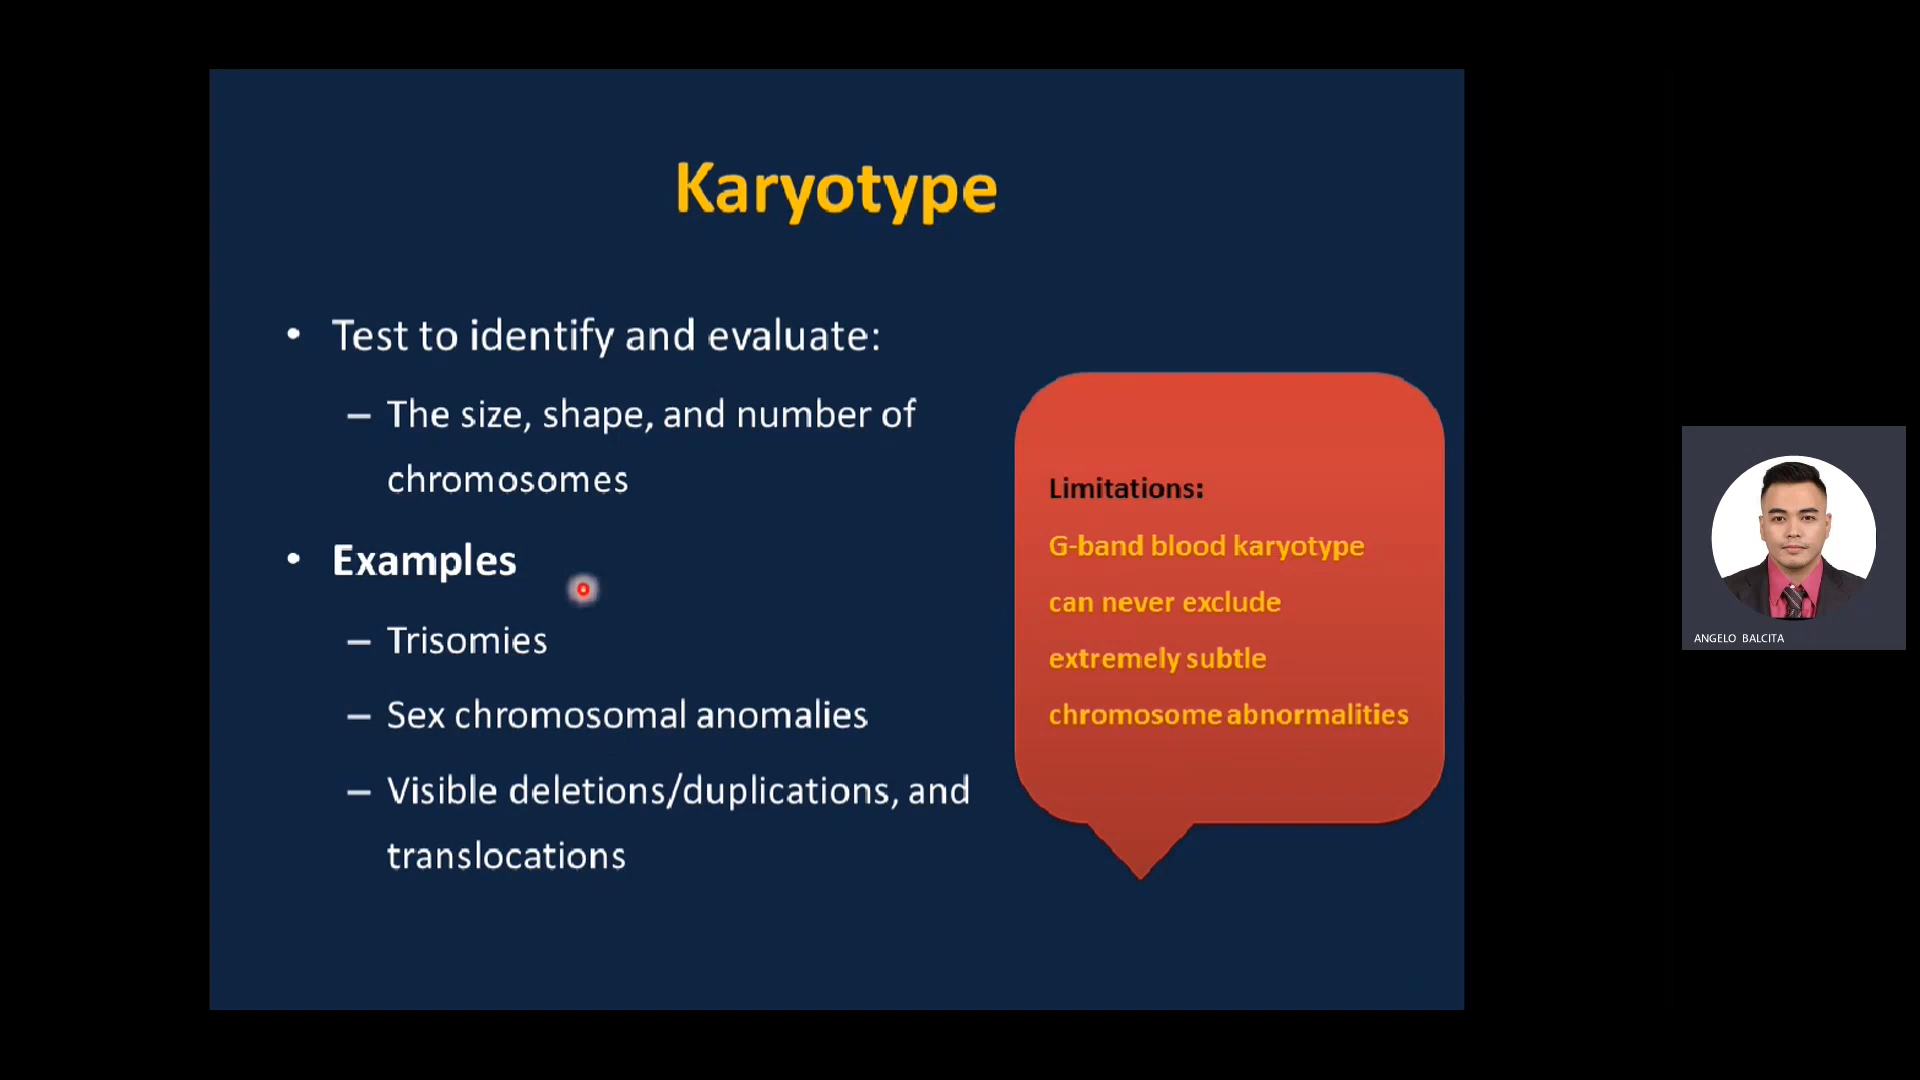 Karyotype
• Test to identify and evaluate:
– The size, shape, and number of
chromosomes
• Examples
– Trisomies
– Sex chromosomal anomalies
– Visible deletions/duplications, and
translocations
Limitations:
G-band blood karyotype
can never exclude
extremely subtle
chromosome abnormalities
ANGELO BALCITA